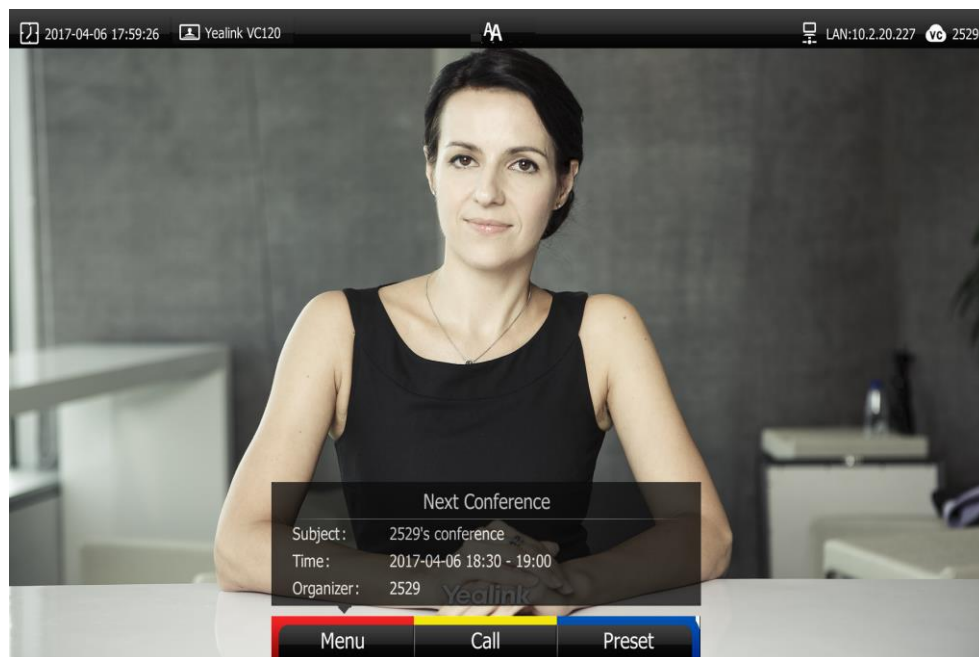 2017-04-06 17:59:26 Yealink VC120 AA LAN:10.2.20.227 VC 2529
Next Conference
Subject: 2529's conference
Time: 2017-04-06 18:30 - 19:00
Organizer: 2529
Yealink
Menu Call Preset